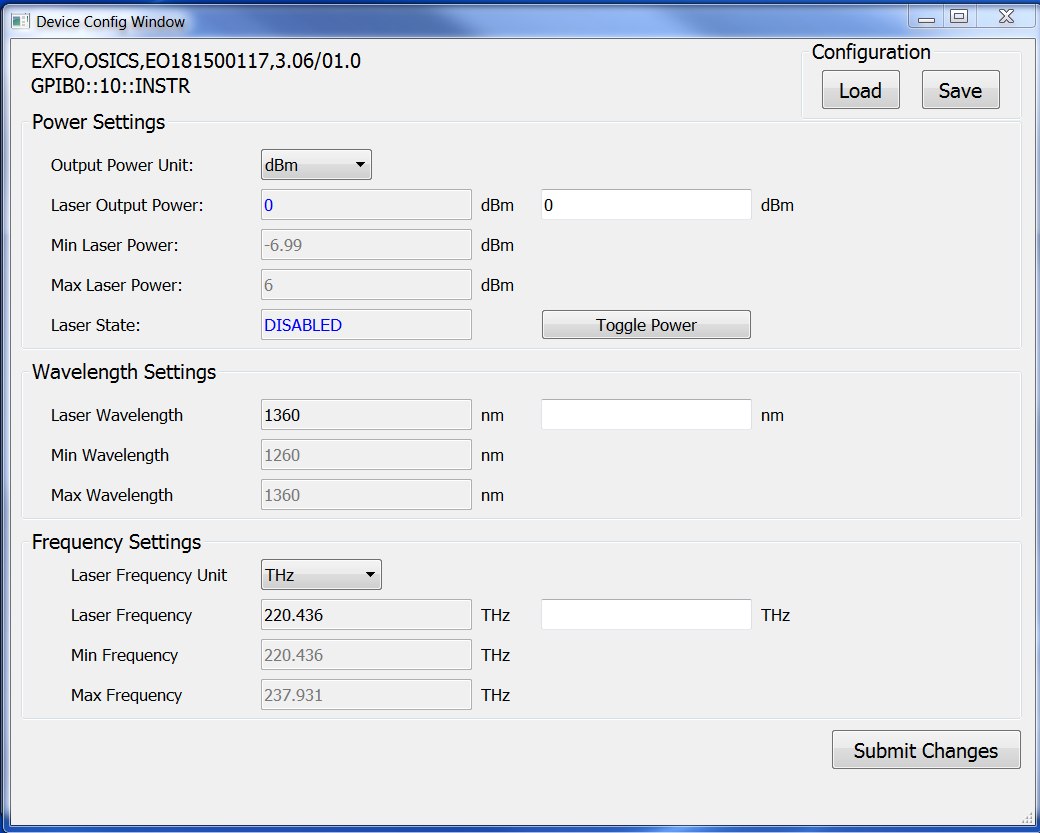 Device Config Window
EXFO,OSICS,EO181500117,3.06/01.0
GPIB0::10::INSTR
Configuration
Load Save
Power Settings
Output Power Unit: dBm
Laser Output Power: 0 dBm 0 dBm
Min Laser Power: -6.99 dBm
Max Laser Power: 6 dBm
Laser State: DISABLED Toggle Power
Wavelength Settings
Laser Wavelength 1360 nm nm
Min Wavelength 1260 nm
Max Wavelength 1360 nm
Frequency Settings
Laser Frequency Unit THz
Laser Frequency 220.436 THz THz
Min Frequency 220.436 THz
Max Frequency 237.931 THz
Submit Changes